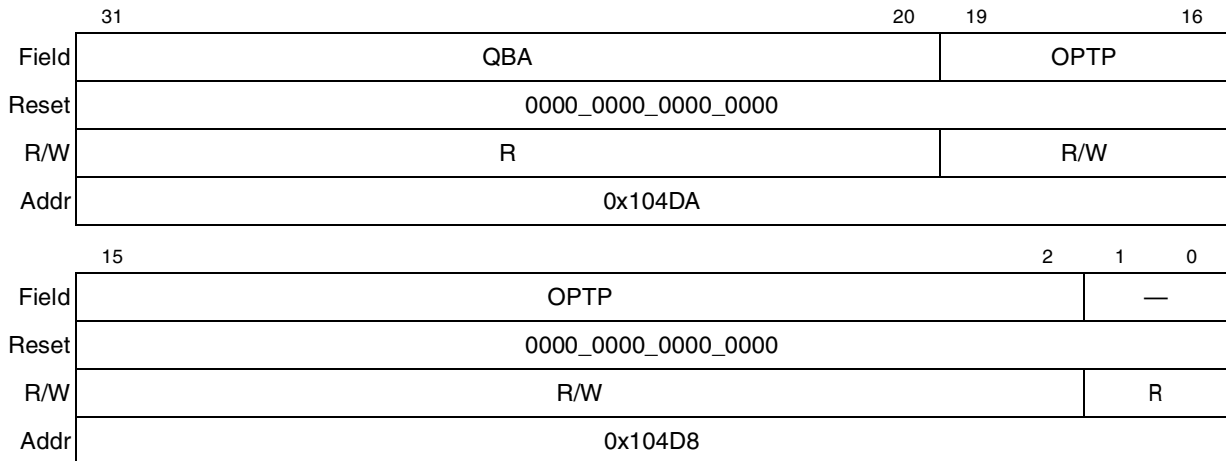 31 20 19 16
Field QBA OPTP
Reset 0000_0000_0000_0000
R/W R R/W
Addr 0x104DA
15 2 1 0
Field OPTP —
Reset 0000_0000_0000_0000
R/W R/W R
Addr 0x104D8